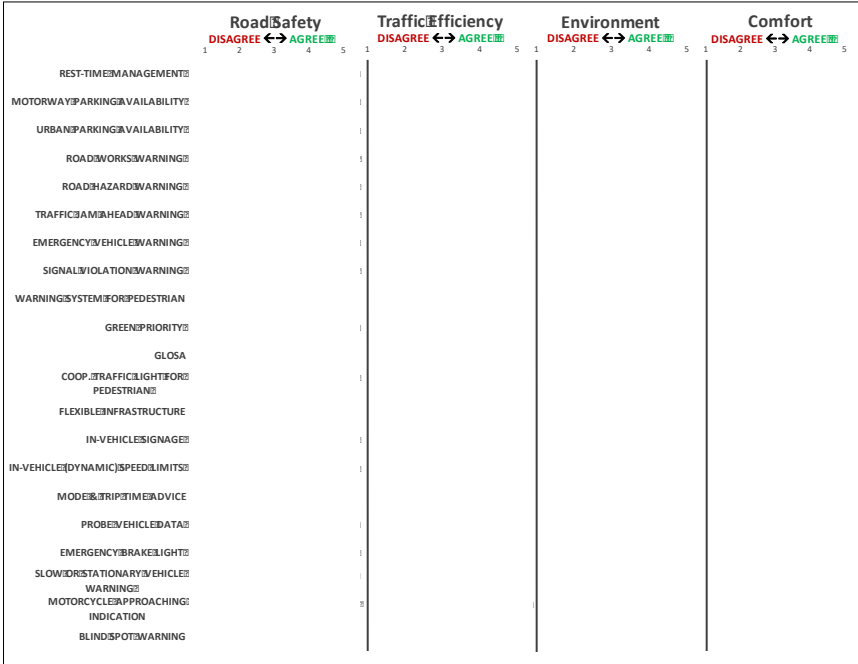 Road Safety Traffic Efficiency Environment Comfort
DISAGREE ↔ AGREE DISAGREE ↔ AGREE DISAGREE ↔ AGREE DISAGREE ↔ AGREE
1 2 3 4 5 1 2 3 4 5 1 2 3 4 5 1 2 3 4 5
REST-TIME MANAGEMENT
MOTORWAY PARKING AVAILABILITY
URBAN PARKING AVAILABILITY
ROAD WORKS WARNING
ROAD HAZARD WARNING
TRAFFIC JAM AHEAD WARNING
EMERGENCY VEHICLE WARNING
SIGNAL VIOLATION WARNING
WARNING SYSTEM FOR PEDESTRIAN
GREEN PRIORITY
GLOSA
COOP. TRAFFIC LIGHT FOR
PEDESTRIAN
FLEXIBLE INFRASTRUCTURE
IN-VEHICLE SIGNAGE
IN-VEHICLE (DYNAMIC) SPEED LIMITS
MODE & TRIP TIME ADVICE
PROBE VEHICLE DATA
EMERGENCY BRAKE LIGHT
SLOW OR STATIONARY VEHICLE
WARNING
MOTORCYCLE APPROACHING
INDICATION
BLIND SPOT WARNING